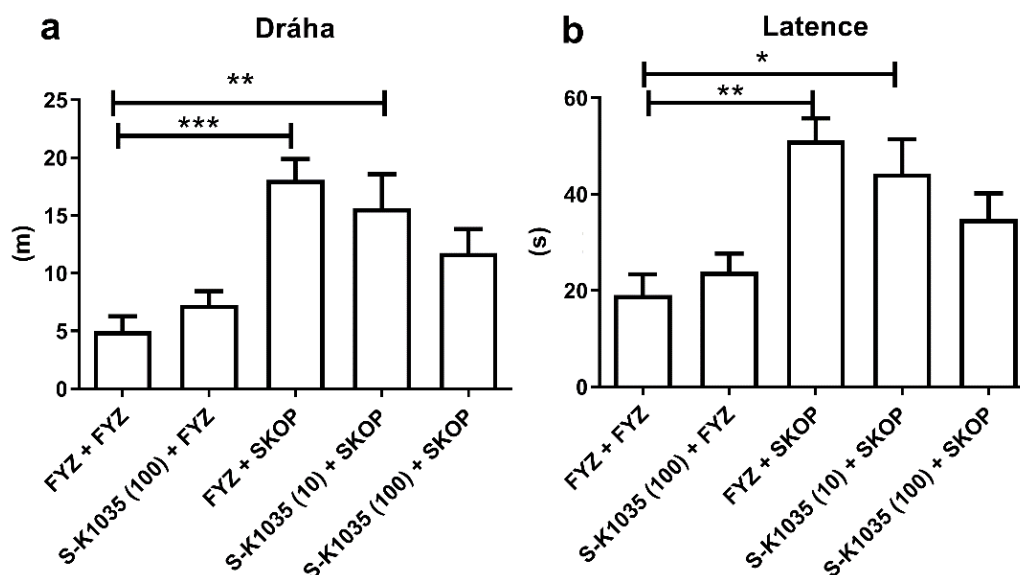 a
Dráha
**
***
25
20
15
10
5
0
(m)
FYZ + FYZ
S-K1035 (100) + FYZ
FYZ + SKOP
S-K1035 (10) + SKOP
S-K1035 (100) + SKOP
b
Latence
*
**
60
40
20
0
(s)
FYZ + FYZ
S-K1035 (100) + FYZ
FYZ + SKOP
S-K1035 (10) + SKOP
S-K1035 (100) + SKOP